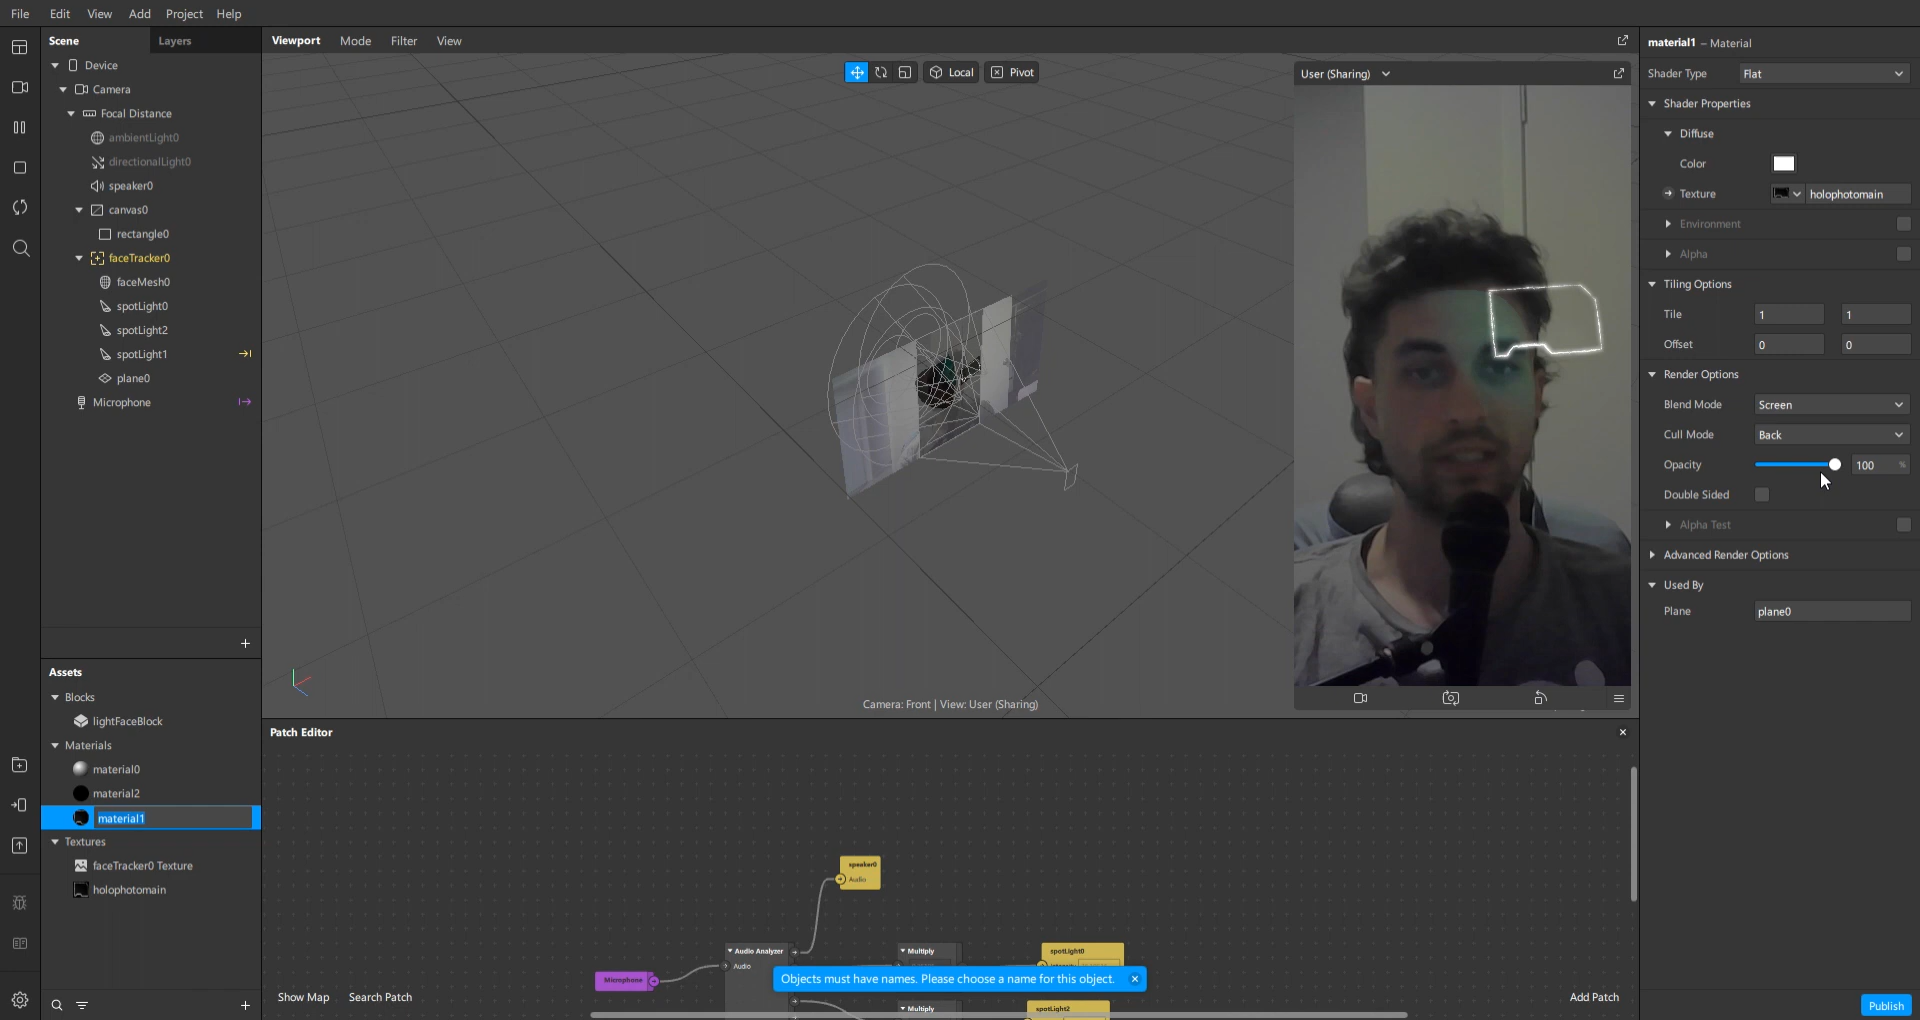 File Edit View Add Project Help
Scene Layers
Device
Camera
Focal Distance
ambientLight0
directionalLight0
speaker0
canvas0
rectangle0
faceTracker0
faceMesh0
spotLight0
spotLight2
spotLight1
plane0
Microphone
Assets
Blocks
lightFaceBlock
Materials
material0
material2
material1
Textures
faceTracker0 Texture
holophotomain
Viewport Mode Filter View
Local Pivot
User (Sharing)
Camera: Front | View: User (Sharing)
Patch Editor
speaker0
Audio
Audio Analyzer
Audio
Microphone
Multiply
spotLight0
Multiply
spotLight2
Objects must have names. Please choose a name for this object.
Show Map Search Patch
Add Patch
material1 – Material
Shader Type Flat
Shader Properties
Diffuse
Color
Texture holophotomain
Environment
Alpha
Tiling Options
Tile 1 1
Offset 0 0
Render Options
Blend Mode Screen
Cull Mode Back
Opacity 100 %
Double Sided
Alpha Test
Advanced Render Options
Used By
Plane plane0
Publish